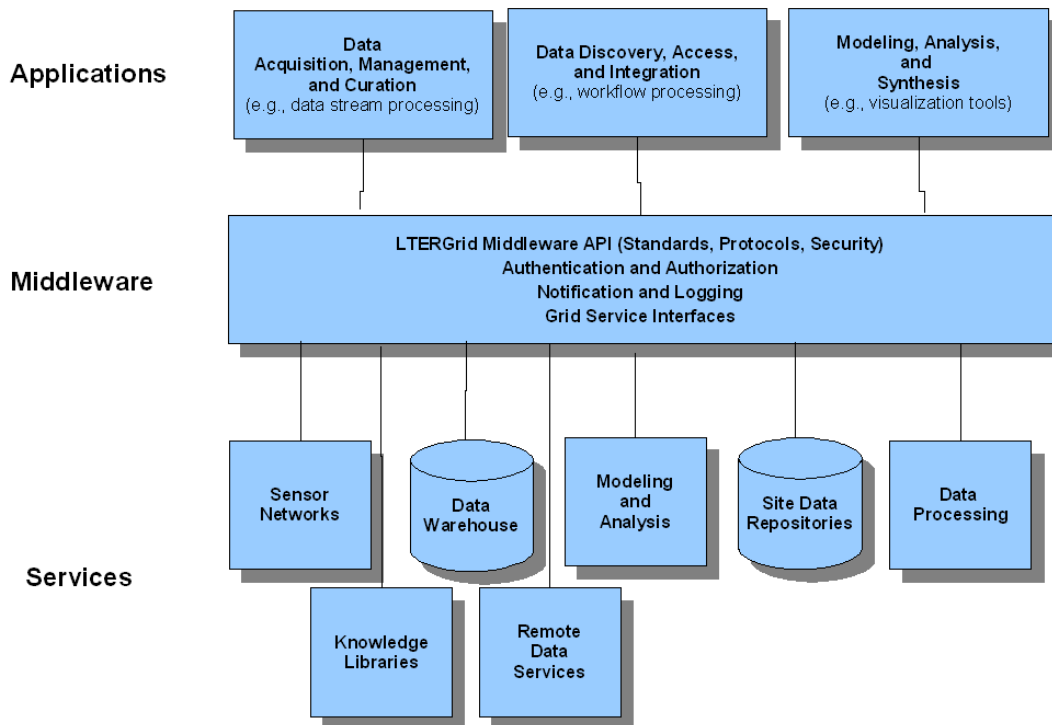 Applications
Data
Acquisition, Management,
and Curation
(e.g., data stream processing)
Data Discovery, Access,
and Integration
(e.g., workflow processing)
Modeling, Analysis,
and
Synthesis
(e.g., visualization tools)
Middleware
LTERGrid Middleware API (Standards, Protocols, Security)
Authentication and Authorization
Notification and Logging
Grid Service Interfaces
Services
Sensor
Networks
Data
Warehouse
Modeling
and
Analysis
Site Data
Repositories
Data
Processing
Knowledge
Libraries
Remote
Data
Services